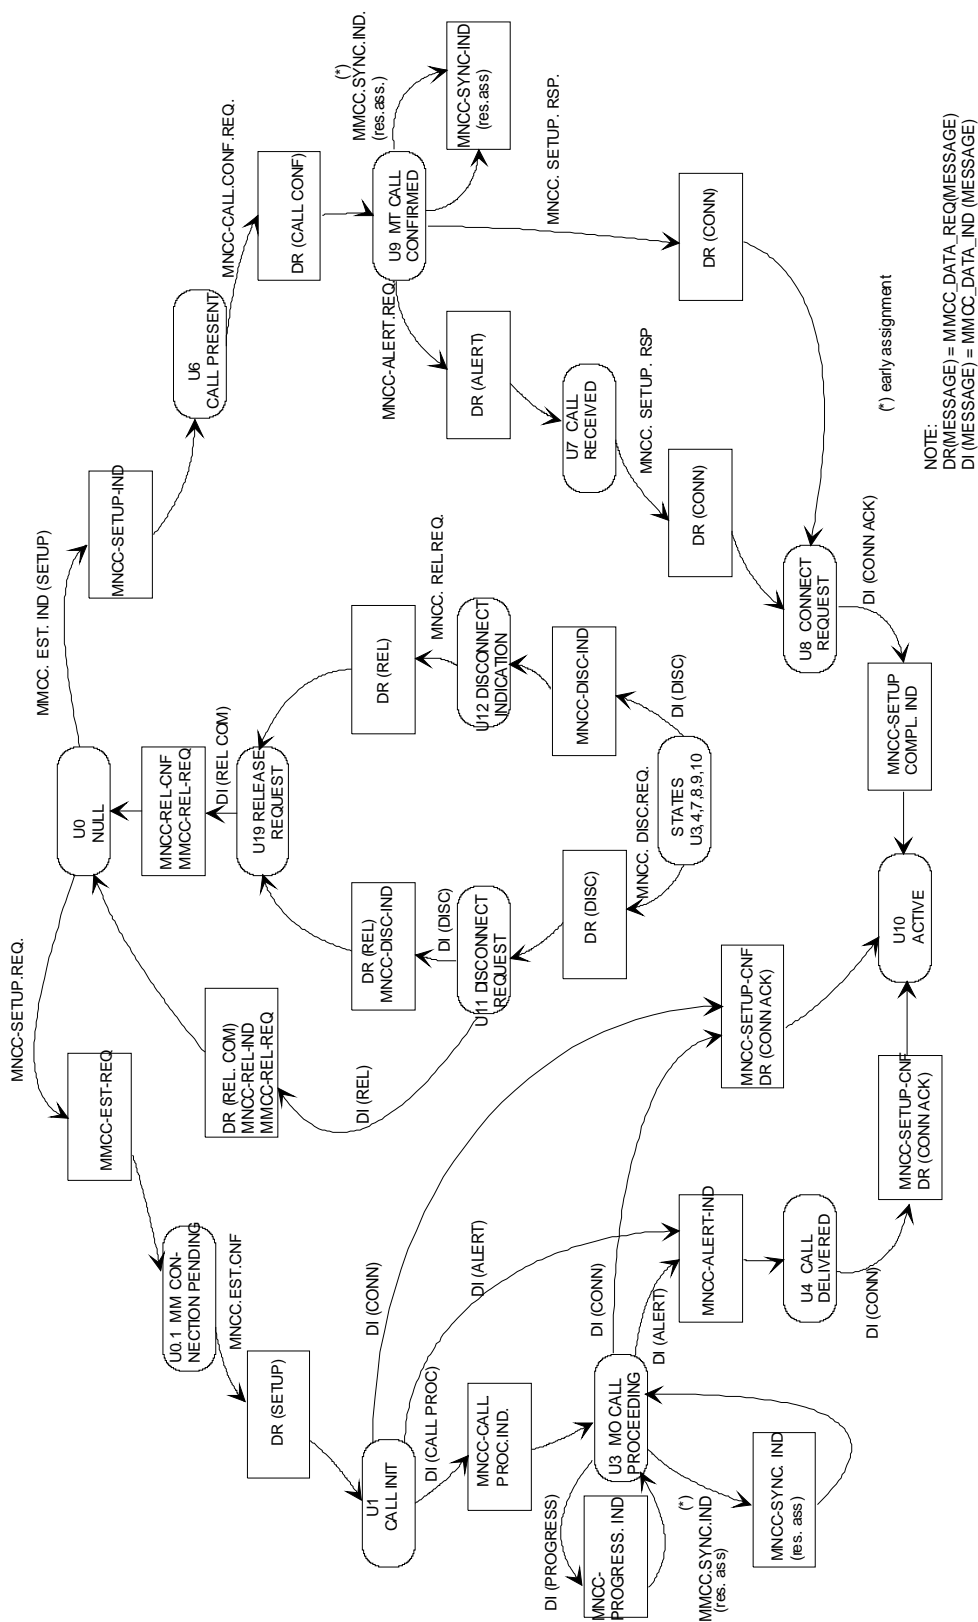 MNCC-SETUP.REQ.
MMCC-EST-REQ
U0.1 MM CON-
NECTION PENDING
MNCC.EST.CNF
DR (SETUP)
U1
CALL INIT
DI (CALL PROC)
MNCC-CALL
PROC.IND.
DI (PROGRESS)
MNCC-
PROGRESS. IND
U3 MO CALL
PROCEEDING
(*)
MMCC.SYNC.IND
(res. ass)
MNCC-SYNC. IND
(res. ass)
DI (CONN)
DI (ALERT)
DI (CONN)
DI (ALERT)
MNCC-ALERT-IND
U4 CALL
DELIVERED
DI (CONN)
MNCC-SETUP-CNF
DR (CONN ACK)
MNCC-SETUP-CNF
DR (CONN ACK)
U10
ACTIVE
U0
NULL
DR (REL. COM)
MNCC-REL-IND
MMCC-REL-REQ
DI (REL)
MNCC-REL-CNF
MMCC-REL-REQ
DI (REL COM)
U19 RELEASE
REQUEST
DR (REL)
MNCC-DISC-IND
DI (DISC)
U11 DISCONNECT
REQUEST
DR (DISC)
MNCC. DISC.REQ.
STATES
U3,4,7,8,9,10
DI (DISC)
MNCC-DISC-IND
U12 DISCONNECT
INDICATION
MNCC. REL.REQ.
DR (REL)
MMCC. EST. IND (SETUP)
MNCC-SETUP-IND
U6
CALL PRESENT
MNCC-CALL.CONF.REQ.
DR (CALL CONF)
U9 MT CALL
CONFIRMED
(*)
MMCC.SYNC.IND.
(res.ass.)
MNCC-SYNC-IND
(res.ass)
MNCC-ALERT.REQ.
DR (ALERT)
U7 CALL
RECEIVED
MNCC. SETUP. RSP
DR (CONN)
MNCC. SETUP. RSP.
DR (CONN)
U8 CONNECT
REQUEST
DI (CONN ACK)
MNCC-SETUP
COMPL. IND
(*) early assignment
NOTE:
DR(MESSAGE) = MMCC_DATA_REQ(MESSAGE)
DI (MESSAGE) = MMCC_DATA_IND (MESSAGE)